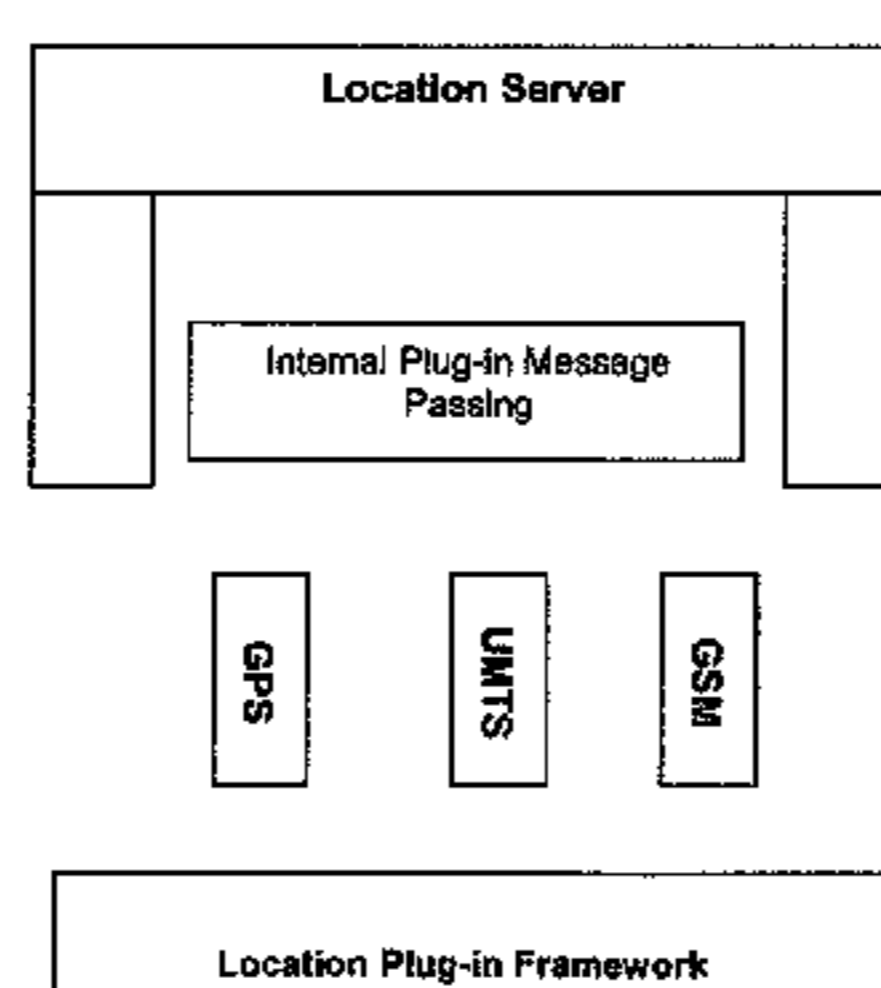 Location Server
Internal Plug-in Message
Passing
GPS
UMTS
GSM
Location Plug-in Framework